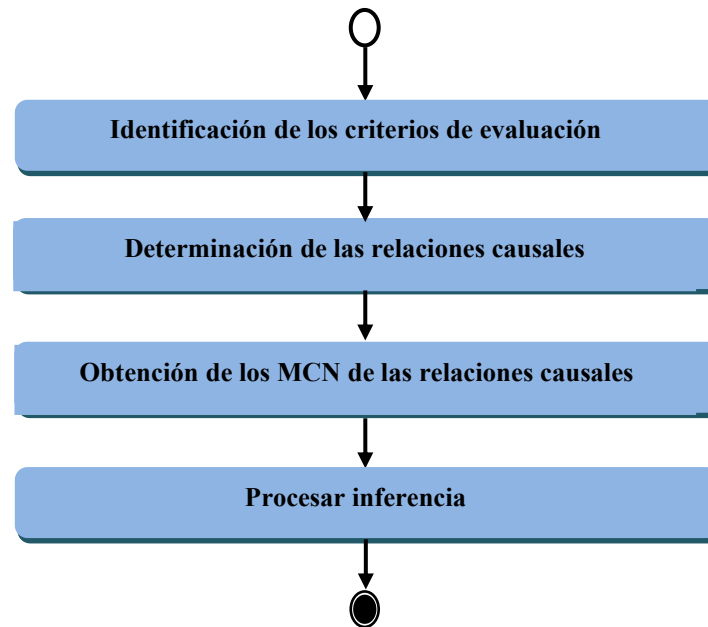 Identificación de los criterios de evaluación
Determinación de las relaciones causales
Obtención de los MCN de las relaciones causales
Procesar inferencia